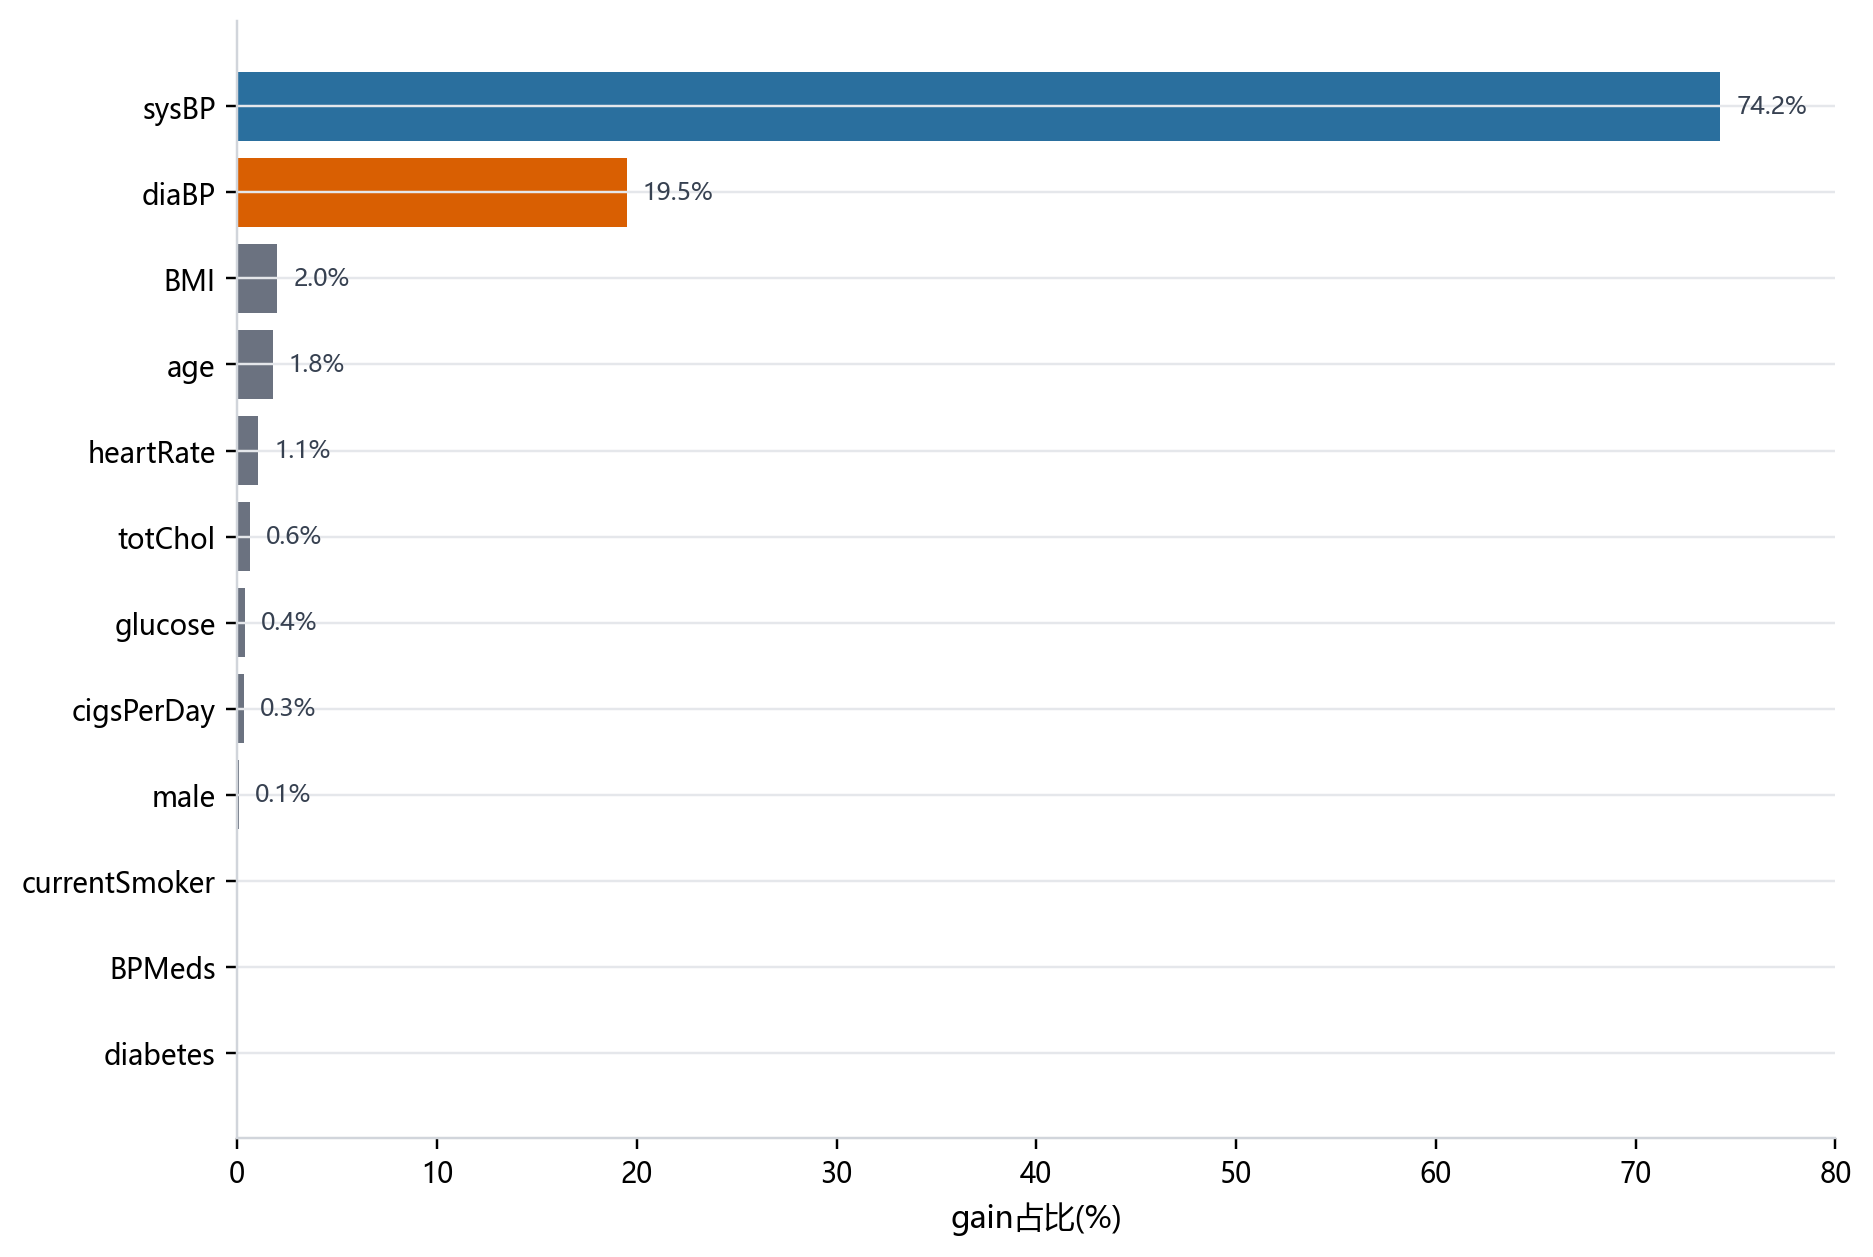 sysBP 74.2%
diaBP 19.5%
BMI 2.0%
age 1.8%
heartRate 1.1%
totChol 0.6%
glucose 0.4%
cigsPerDay 0.3%
male 0.1%
currentSmoker
BPMeds
diabetes
0 10 20 30 40 50 60 70 80
gain占比(%)